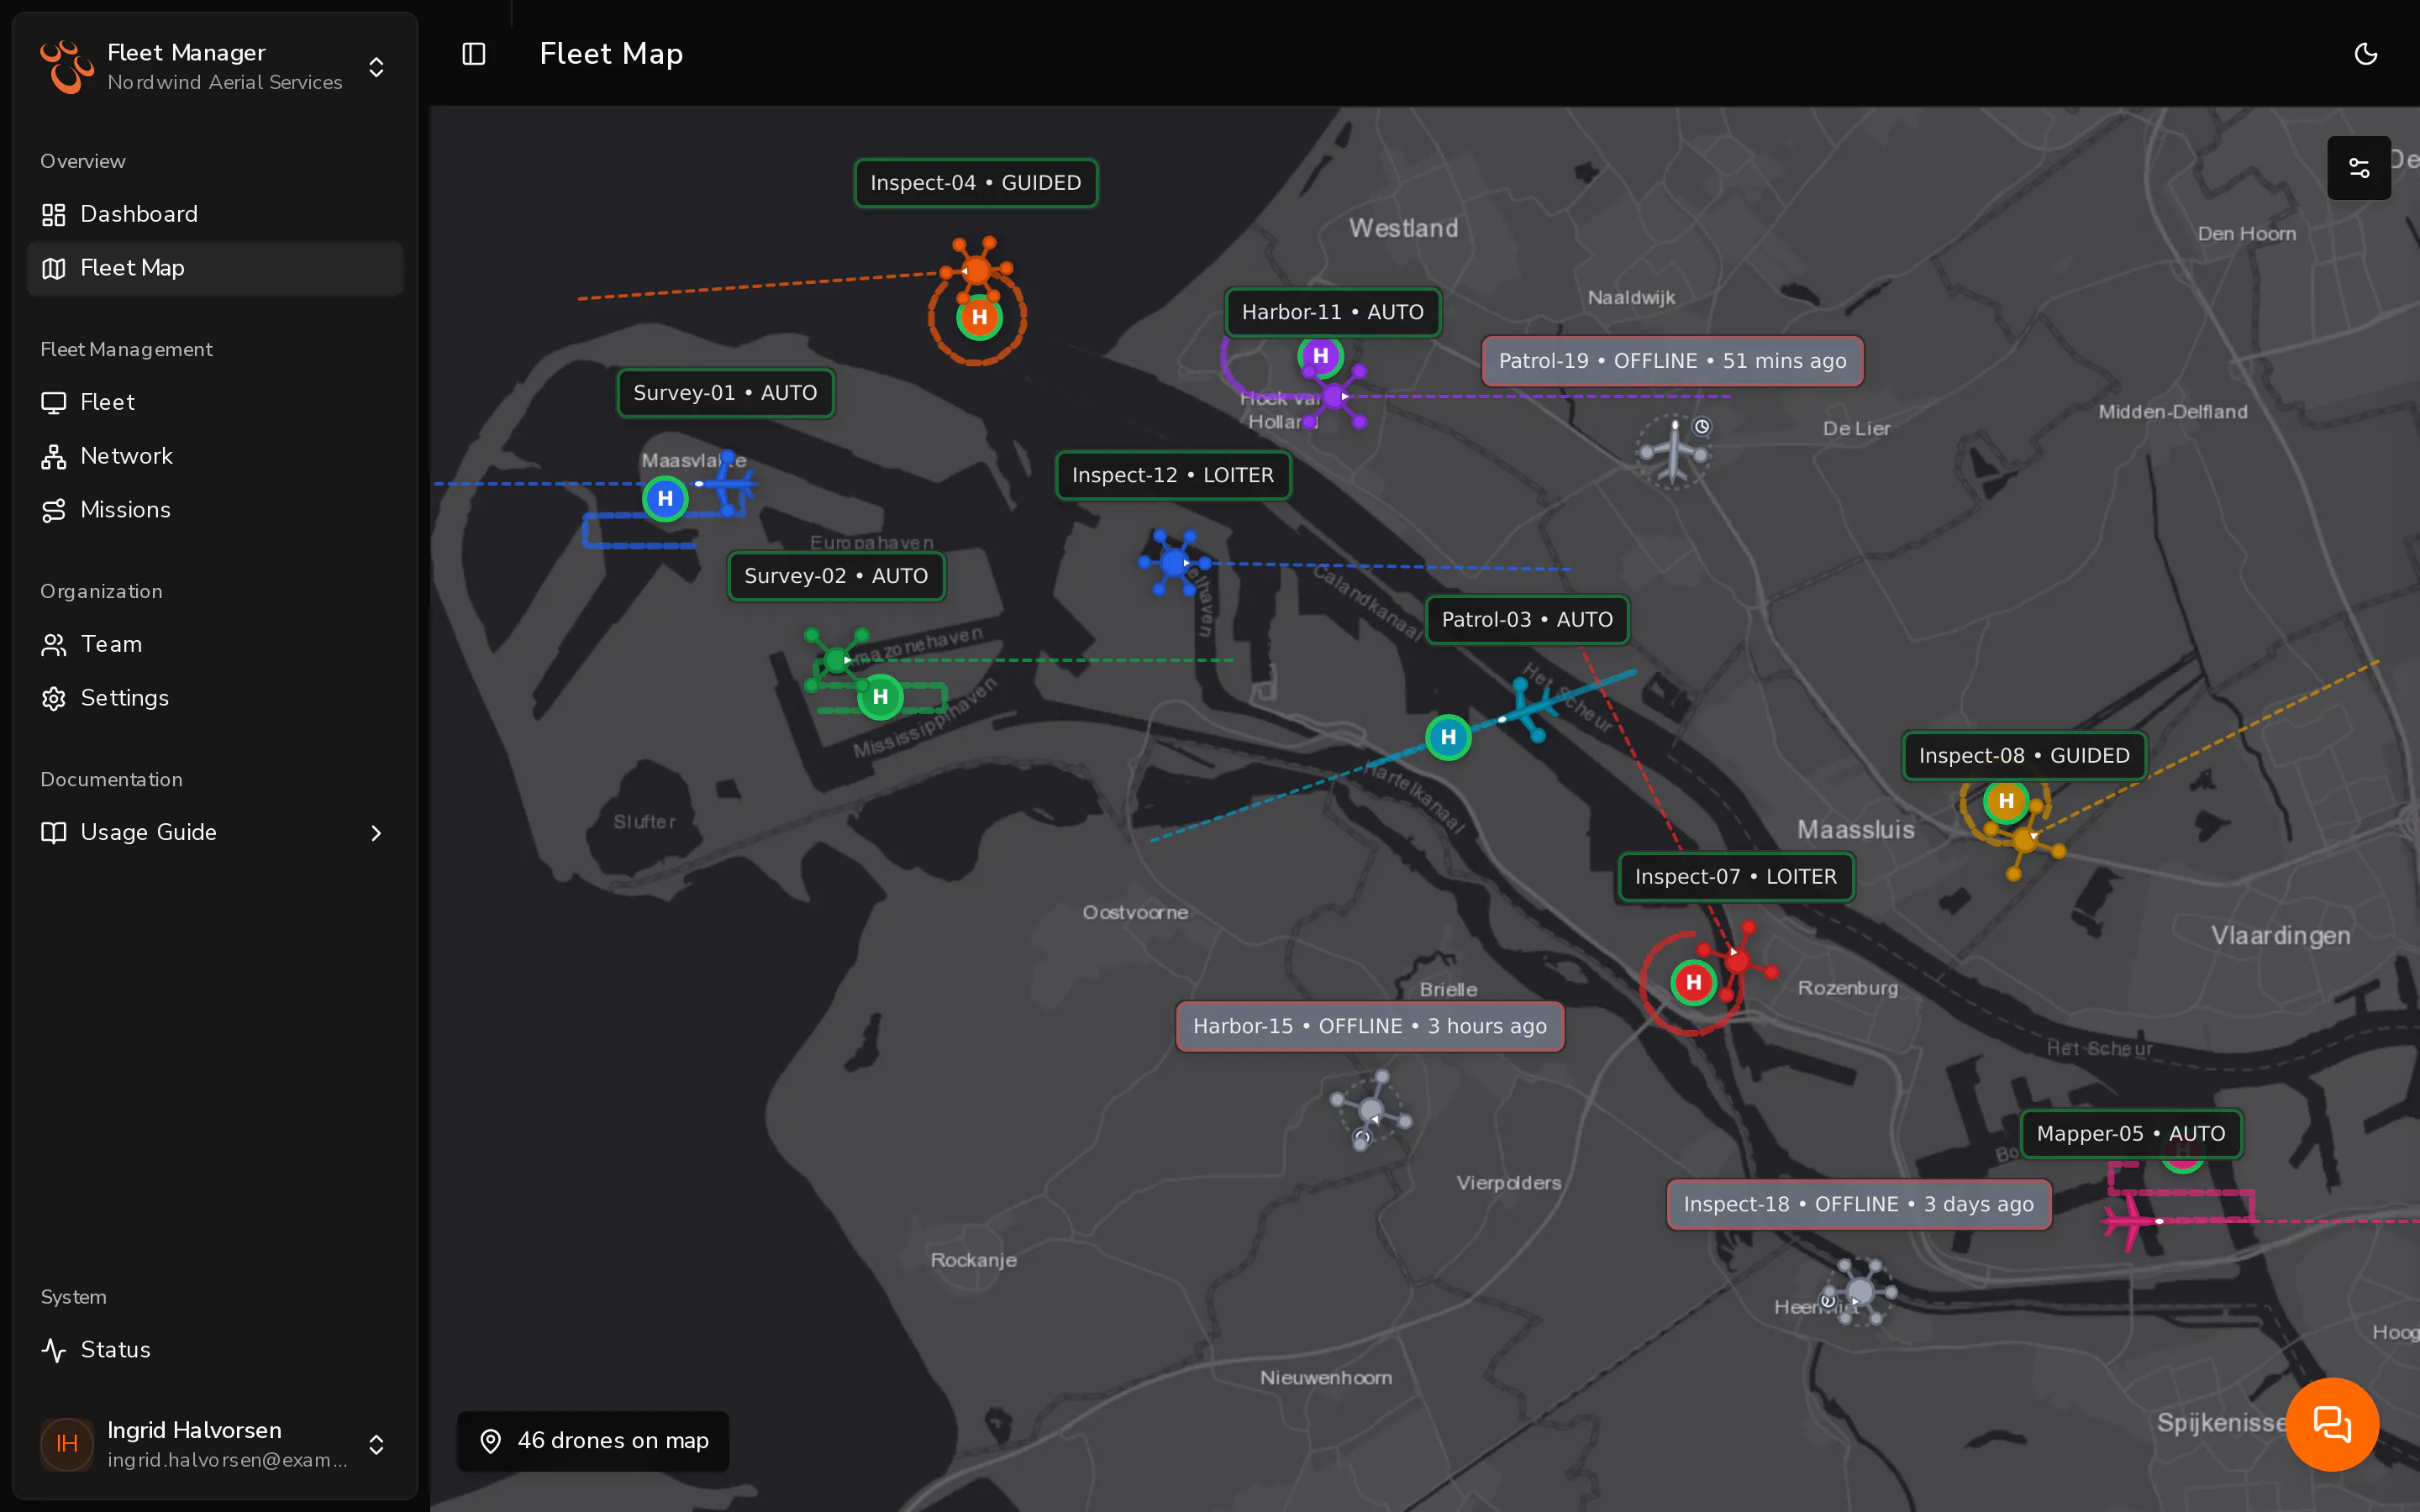 Fleet Manager
Nordwind Aerial Services
Overview
Dashboard
Fleet Map
Fleet Management
Fleet
Network
Missions
Organization
Team
Settings
Documentation
Usage Guide
System
Status
IH
Ingrid Halvorsen
ingrid.halvorsen@exam...
Fleet Map
Inspect-04 • GUIDED
H
Westland
Den Hoorn
Naaldwijk
Harbor-11 • AUTO
H
Patrol-19 • OFFLINE • 51 mins ago
Survey-01 • AUTO
Holland
De Lier
Midden-Delfland
Maasvlakte
H
Inspect-12 • LOITER
Europahaven
Survey-02 • AUTO
Calandkanaal
Patrol-03 • AUTO
H
Mississippihaven
Het Scheur
H
Hartelkanaal
Inspect-08 • GUIDED
H
Slufter
Maassluis
Inspect-07 • LOITER
H
Oostvoorne
Vlaardingen
Brielle
Rozenburg
Harbor-15 • OFFLINE • 3 hours ago
Het Scheur
Mapper-05 • AUTO
Vierpolders
Inspect-18 • OFFLINE • 3 days ago
Rockanje
Nieuwenhoorn
Spijkenisse
46 drones on map